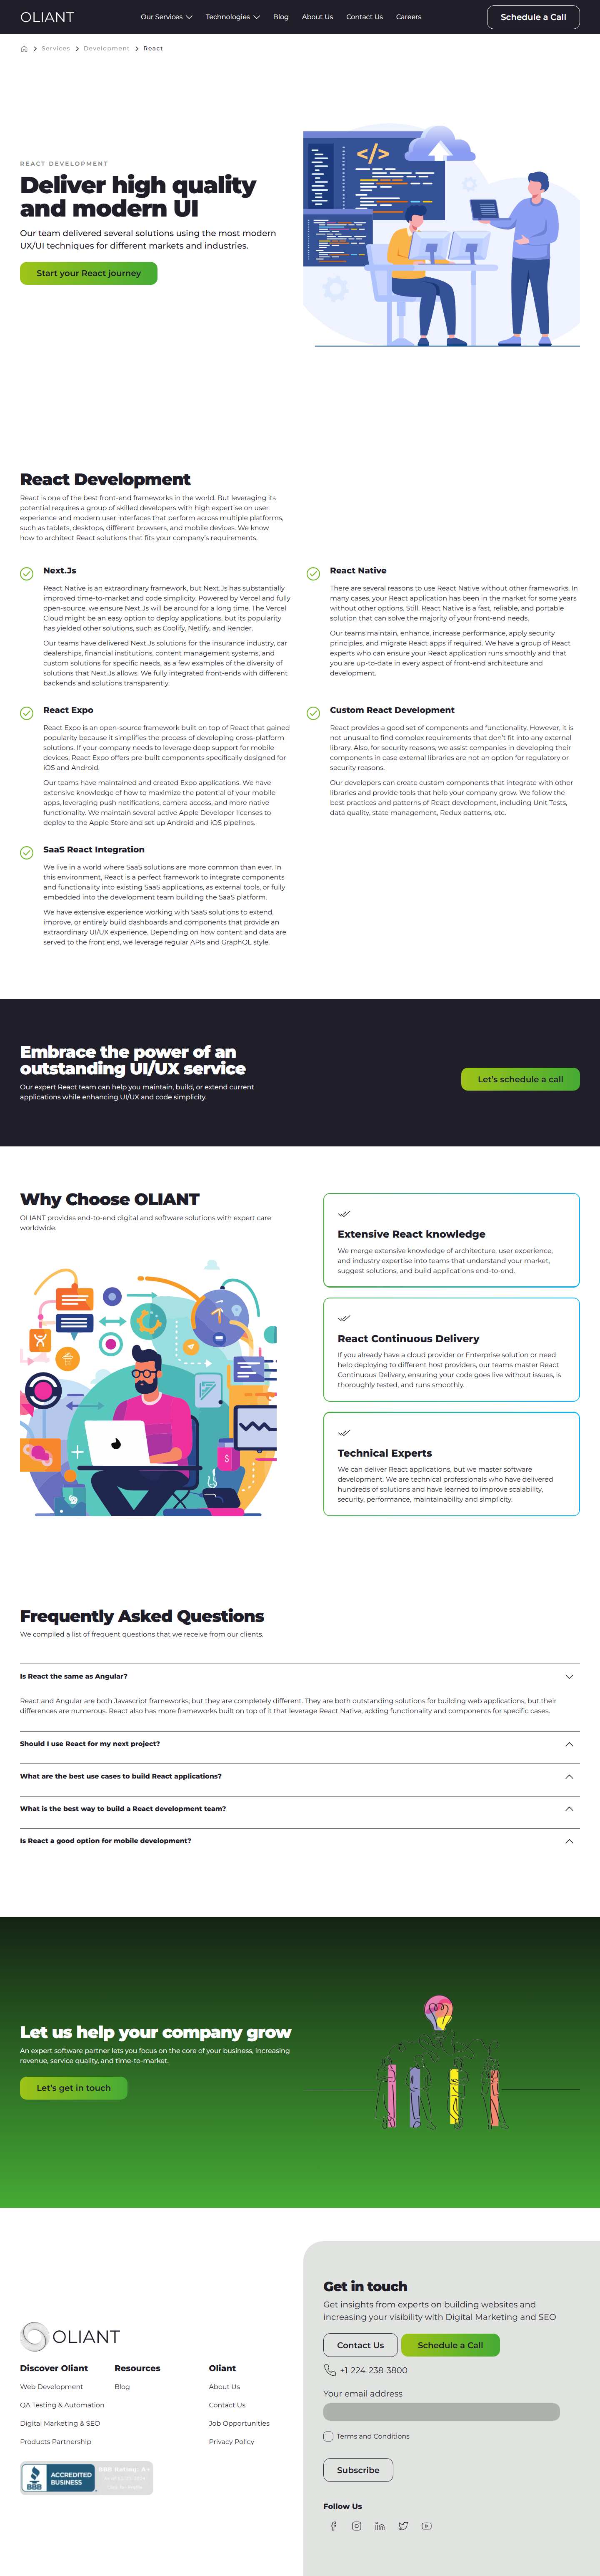 OLIANT
Our Services
Technologies
Blog
About Us
Contact Us
Careers
Schedule a Call
Services
Development
React
REACT DEVELOPMENT
Deliver high quality
and modern UI
Our team delivered several solutions using the most modern
UX/UI techniques for different markets and industries.
Start your React journey
</>
React Development
React is one of the best front-end frameworks in the world. But leveraging its
potential requires a group of skilled developers with high expertise on user
experience and modern user interfaces that perform across multiple platforms,
such as tablets, desktops, different browsers, and mobile devices. We know
how to architect React solutions that fits your company's requirements.
Next.Js
React Native is an extraordinary framework, but Next.Js has substantially
improved time-to-market and code simplicity. Powered by Vercel and fully
open-source, we ensure Next.Js will be around for a long time. The Vercel
Cloud might be an easy option to deploy applications, but its popularity
has yielded other solutions, such as Coolify, Netlify, and Render.
Our teams have delivered Next.Js solutions for the insurance industry, car
dealerships, financial institutions, content management systems, and
custom solutions for specific needs, as a few examples of the diversity of
solutions that Next.Js allows. We fully integrated front-ends with different
backends and solutions transparently.
React Native
There are several reasons to use React Native without other frameworks. In
many cases, your React application has been in the market for some years
without other options. Still, React Native is a fast, reliable, and portable
solution that can solve the majority of your front-end needs.
Our teams maintain, enhance, increase performance, apply security
principles, and migrate React apps if required. We have a group of React
experts who can ensure your React application runs smoothly and that
you are up-to-date in every aspect of front-end architecture and
development.
React Expo
React Expo is an open-source framework built on top of React that gained
popularity because it simplifies the process of developing cross-platform
solutions. If your company needs to leverage deep support for mobile
devices, React Expo offers pre-built components specifically designed for
iOS and Android.
Our teams have maintained and created Expo applications. We have
extensive knowledge of how to maximize the potential of your mobile
apps, leveraging push notifications, camera access, and more native
functionality. We maintain several active Apple Developer licenses to
deploy to the Apple Store and set up Android and iOS pipelines.
Custom React Development
React provides a good set of components and functionality. However, it is
not unusual to find complex requirements that don't fit into any external
library. Also, for security reasons, we assist companies in developing their
components in case external libraries are not an option for regulatory or
security reasons.
Our developers can create custom components that integrate with other
libraries and provide tools that help your company grow. We follow the
best practices and patterns of React development, including Unit Tests,
data quality, state management, Redux patterns, etc.
SaaS React Integration
We live in a world where SaaS solutions are more common than ever. In
this environment, React is a perfect framework to integrate components
and functionality into existing SaaS applications, as external tools, or fully
embedded into the development team building the SaaS platform.
We have extensive experience working with SaaS solutions to extend,
improve, or entirely build dashboards and components that provide an
extraordinary UI/UX experience. Depending on how content and data are
served to the front end, we leverage regular APIs and GraphQL style.
Embrace the power of an
outstanding UI/UX service
Our expert React team can help you maintain, build, or extend current
applications while enhancing UI/UX and code simplicity.
Let's schedule a call
Why Choose OLIANT
OLIANT provides end-to-end digital and software solutions with expert care
worldwide.
$
Extensive React knowledge
We merge extensive knowledge of architecture, user experience,
and industry expertise into teams that understand your market,
suggest solutions, and build applications end-to-end.
React Continuous Delivery
If you already have a cloud provider or Enterprise solution or need
help deploying to different host providers, our teams master React
Continuous Delivery, ensuring your code goes live without issues, is
thoroughly tested, and runs smoothly.
Technical Experts
We can deliver React applications, but we master software
development. We are technical professionals who have delivered
hundreds of solutions and have learned to improve scalability,
security, performance, maintainability and simplicity.
Frequently Asked Questions
We compiled a list of frequent questions that we receive from our clients.
Is React the same as Angular?
React and Angular are both Javascript frameworks, but they are completely different. They are both outstanding solutions for building web applications, but their
differences are numerous. React also has more frameworks built on top of it that leverage React Native, adding functionality and components for specific cases.
Should I use React for my next project?
What are the best use cases to build React applications?
What is the best way to build a React development team?
Is React a good option for mobile development?
Let us help your company grow
An expert software partner lets you focus on the core of your business, increasing
revenue, service quality, and time-to-market.
Let's get in touch
OLIANT
Discover Oliant
Web Development
QA Testing & Automation
Digital Marketing & SEO
Products Partnership
Resources
Blog
Oliant
About Us
Contact Us
Job Opportunities
Privacy Policy
BBB
ACCREDITED
BUSINESS
BBB Rating: A+
Get in touch
Get insights from experts on building websites and
increasing your visibility with Digital Marketing and SEO
Contact Us
Schedule a Call
+1-224-238-3800
Your email address
Terms and Conditions
Subscribe
Follow Us